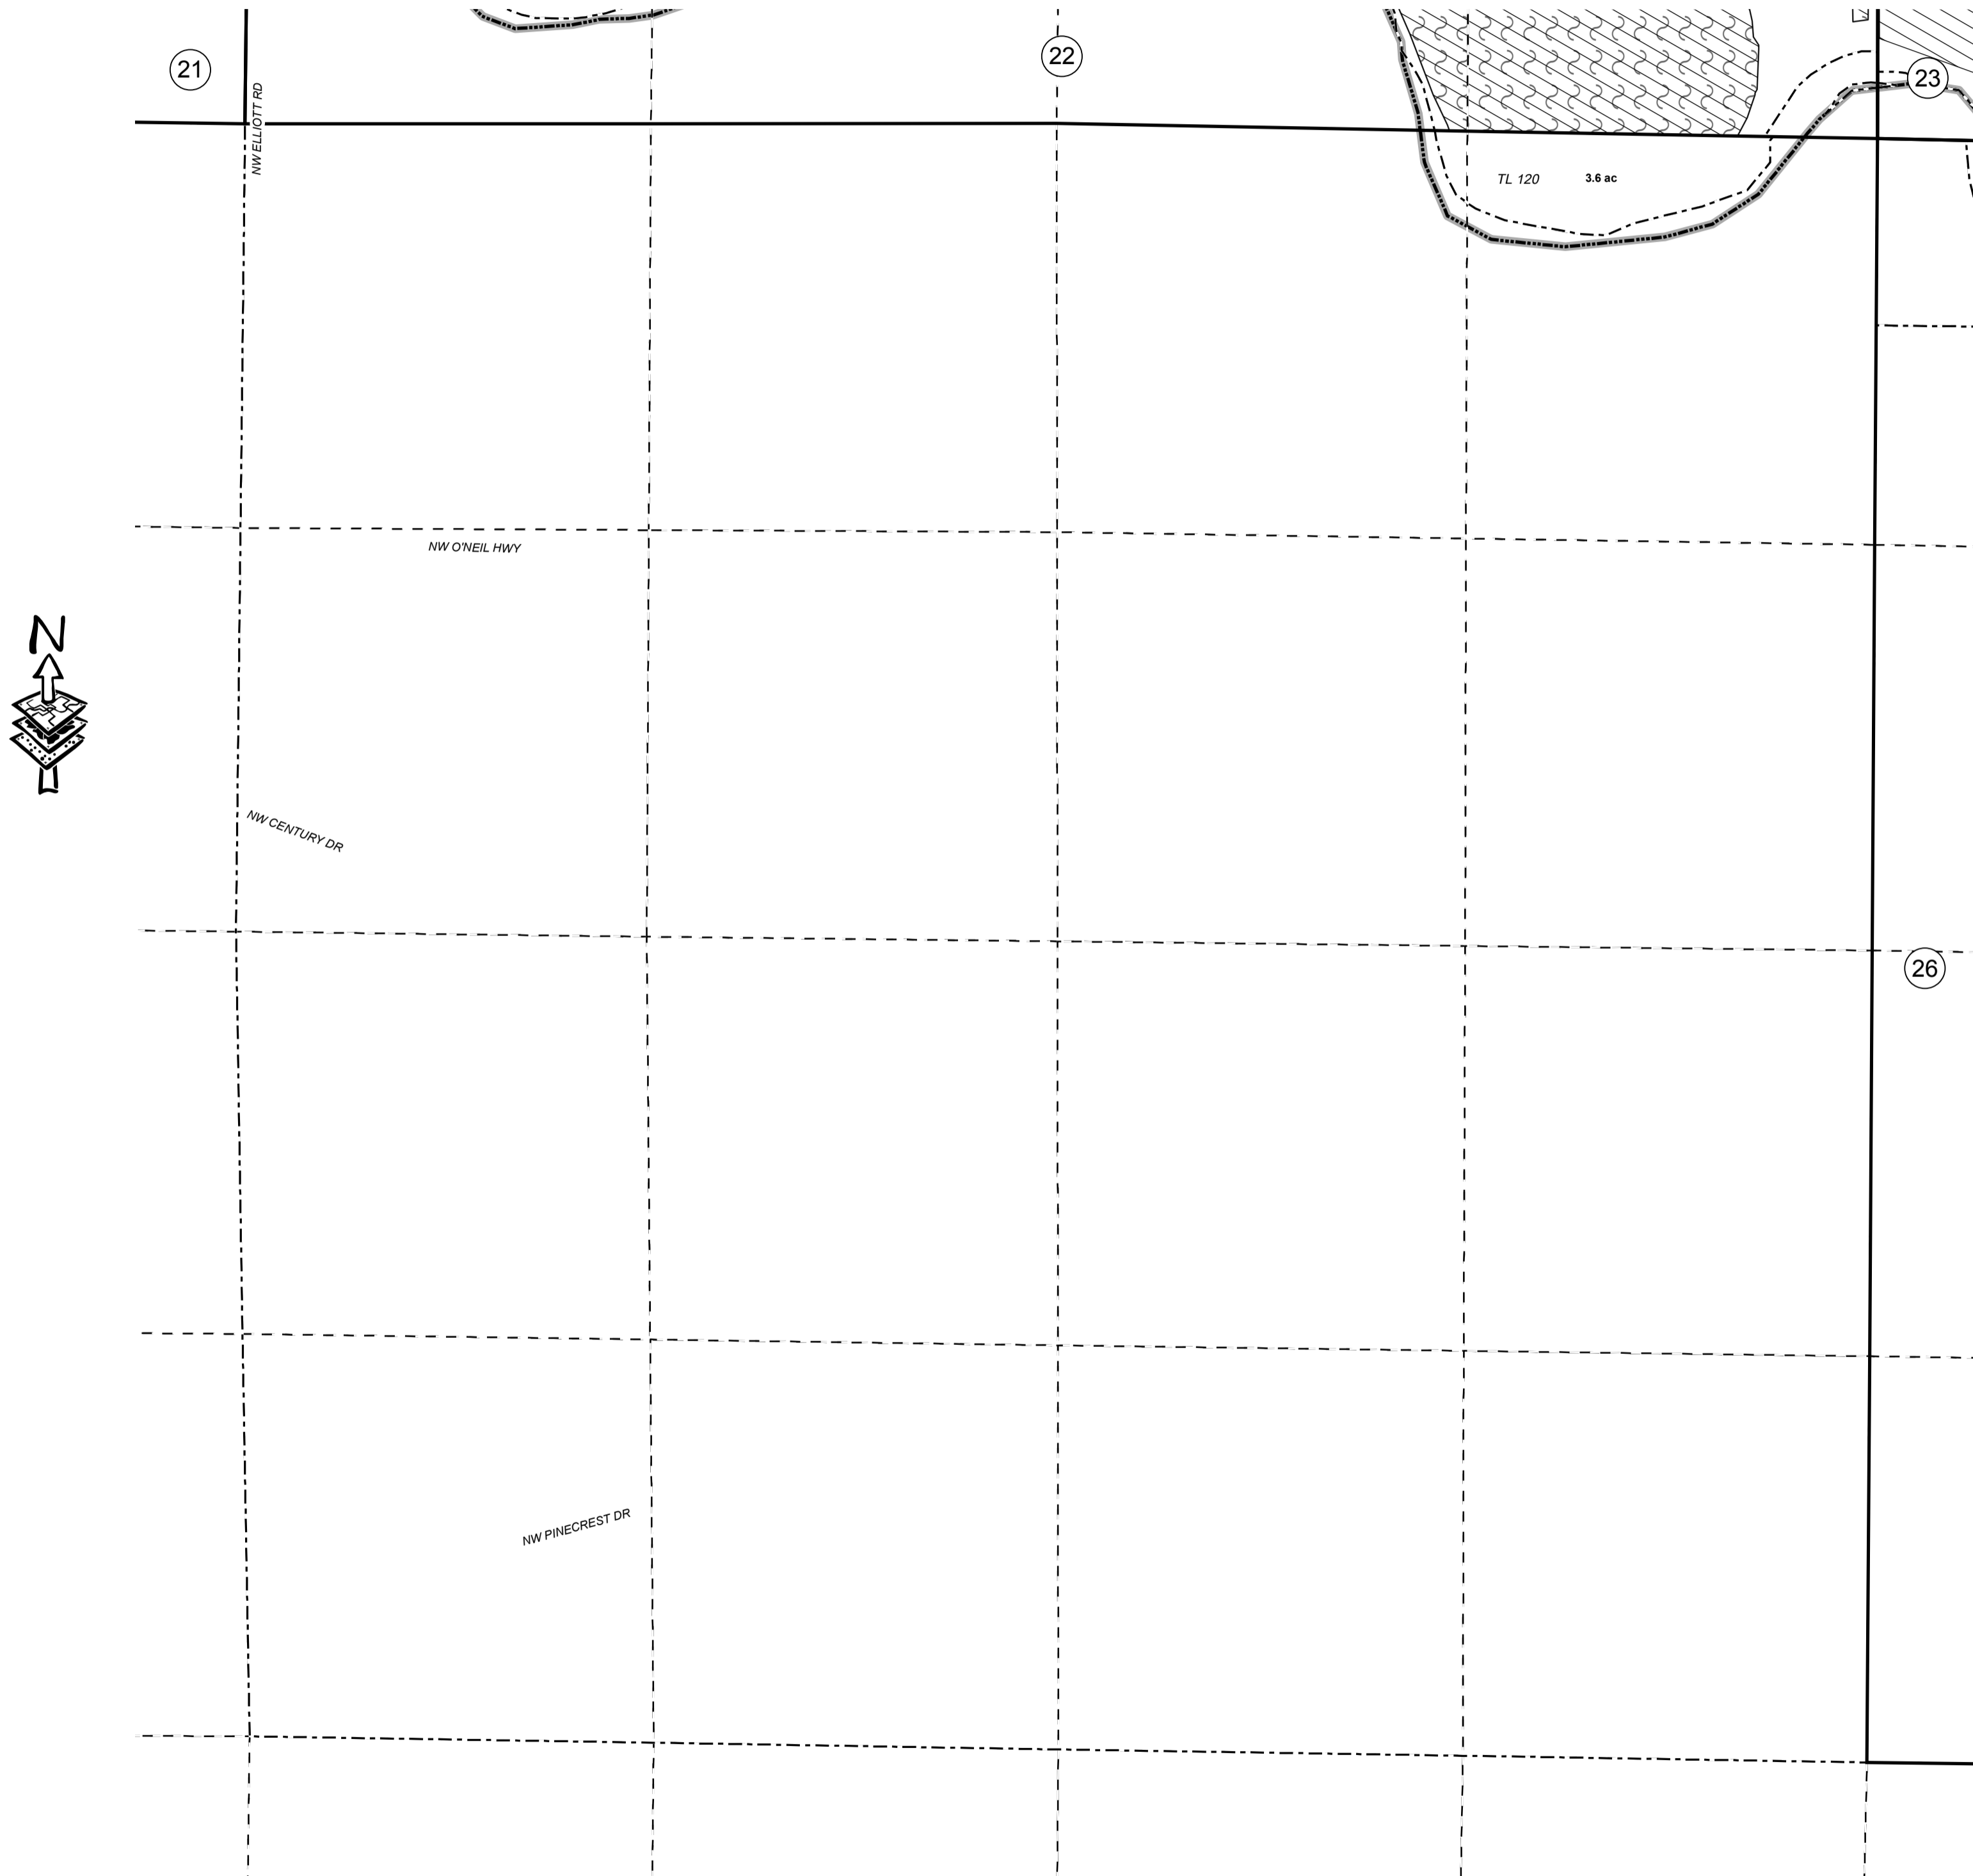 21
22
23
NW ELLIOTT RD
TL 120 3.6 ac
NW O'NEIL HWY
N
NW CENTURY DR
26
NW PINECREST DR